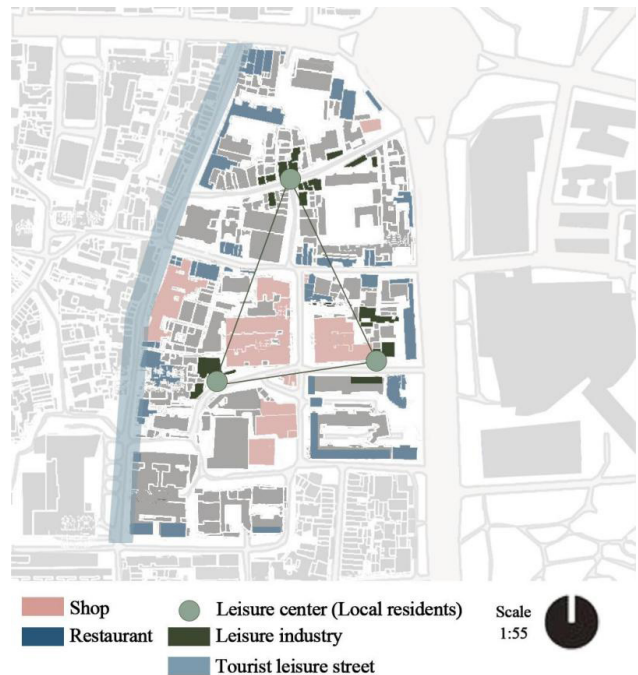 Shop
Leisure center (Local residents)
Scale
Restaurant
Leisure industry
1:55
Tourist leisure street